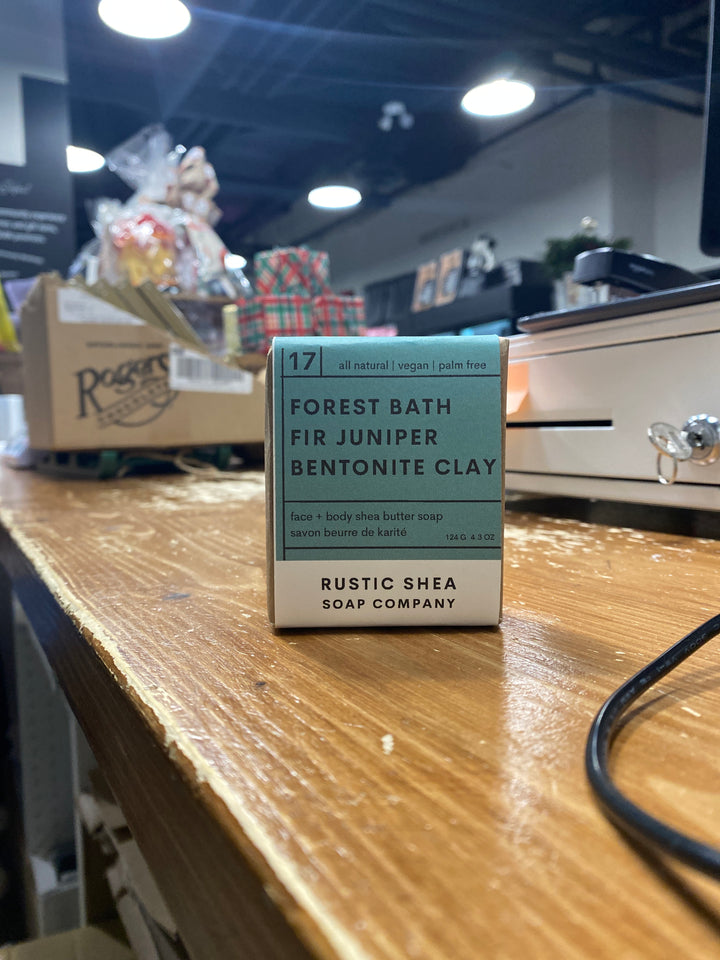 17
all natural | vegan | palm free
FOREST BATH
FIR JUNIPER
BENTONITE CLAY
face + body shea butter soap
savon beurre de karité
124 G 4.3 OZ
RUSTIC SHEA
SOAP COMPANY
Rogers